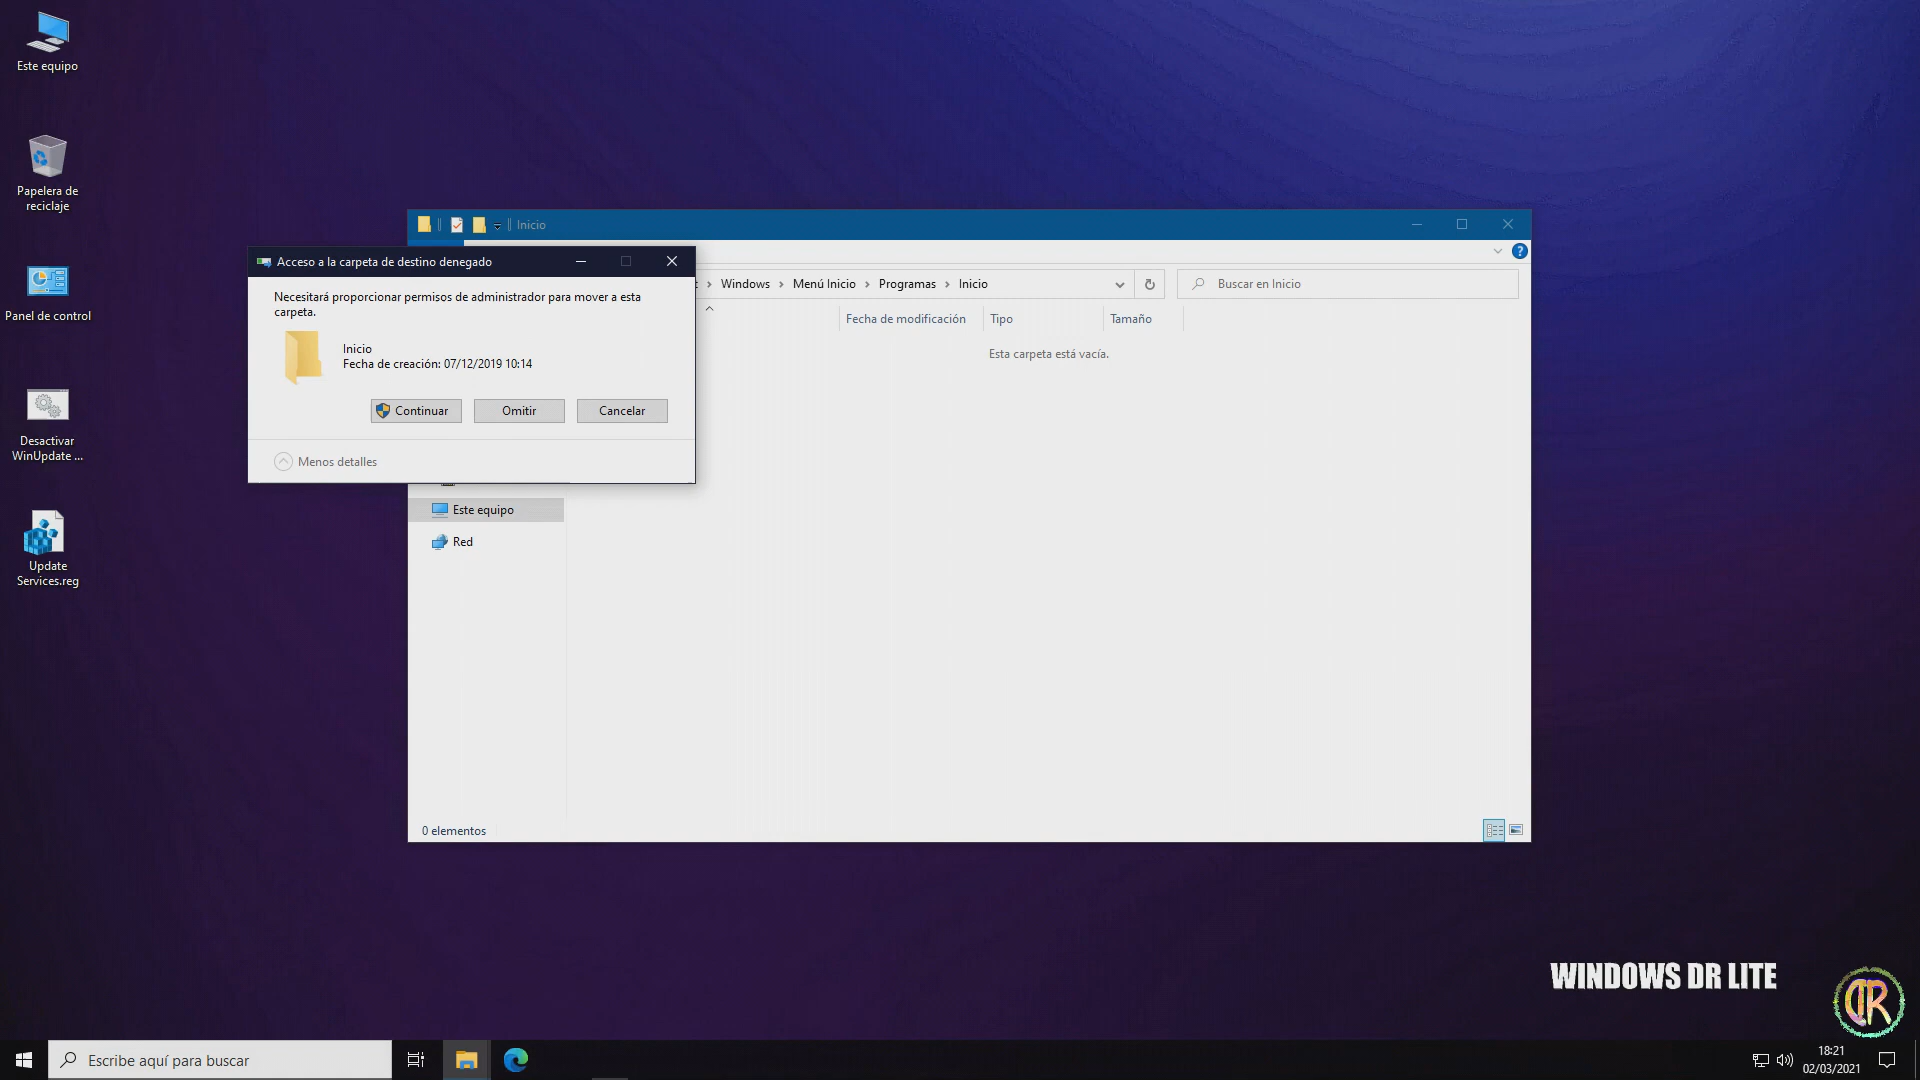 Este equipo
Papelera de
reciclaje
Panel de control
Desactivar
WinUpdate ...
Update
Services.reg
Inicio
Acceso a la carpeta de destino denegado
Necesitará proporcionar permisos de administrador para mover a esta
carpeta.
Inicio
Fecha de creación: 07/12/2019 10:14
Continuar
Omitir
Cancelar
Menos detalles
Windows
Menú Inicio
Programas
Inicio
Buscar en Inicio
Fecha de modificación
Tipo
Tamaño
Esta carpeta está vacía.
Este equipo
Red
0 elementos
WINDOWS DR LITE
DR
Escribe aquí para buscar
18:21
02/03/2021